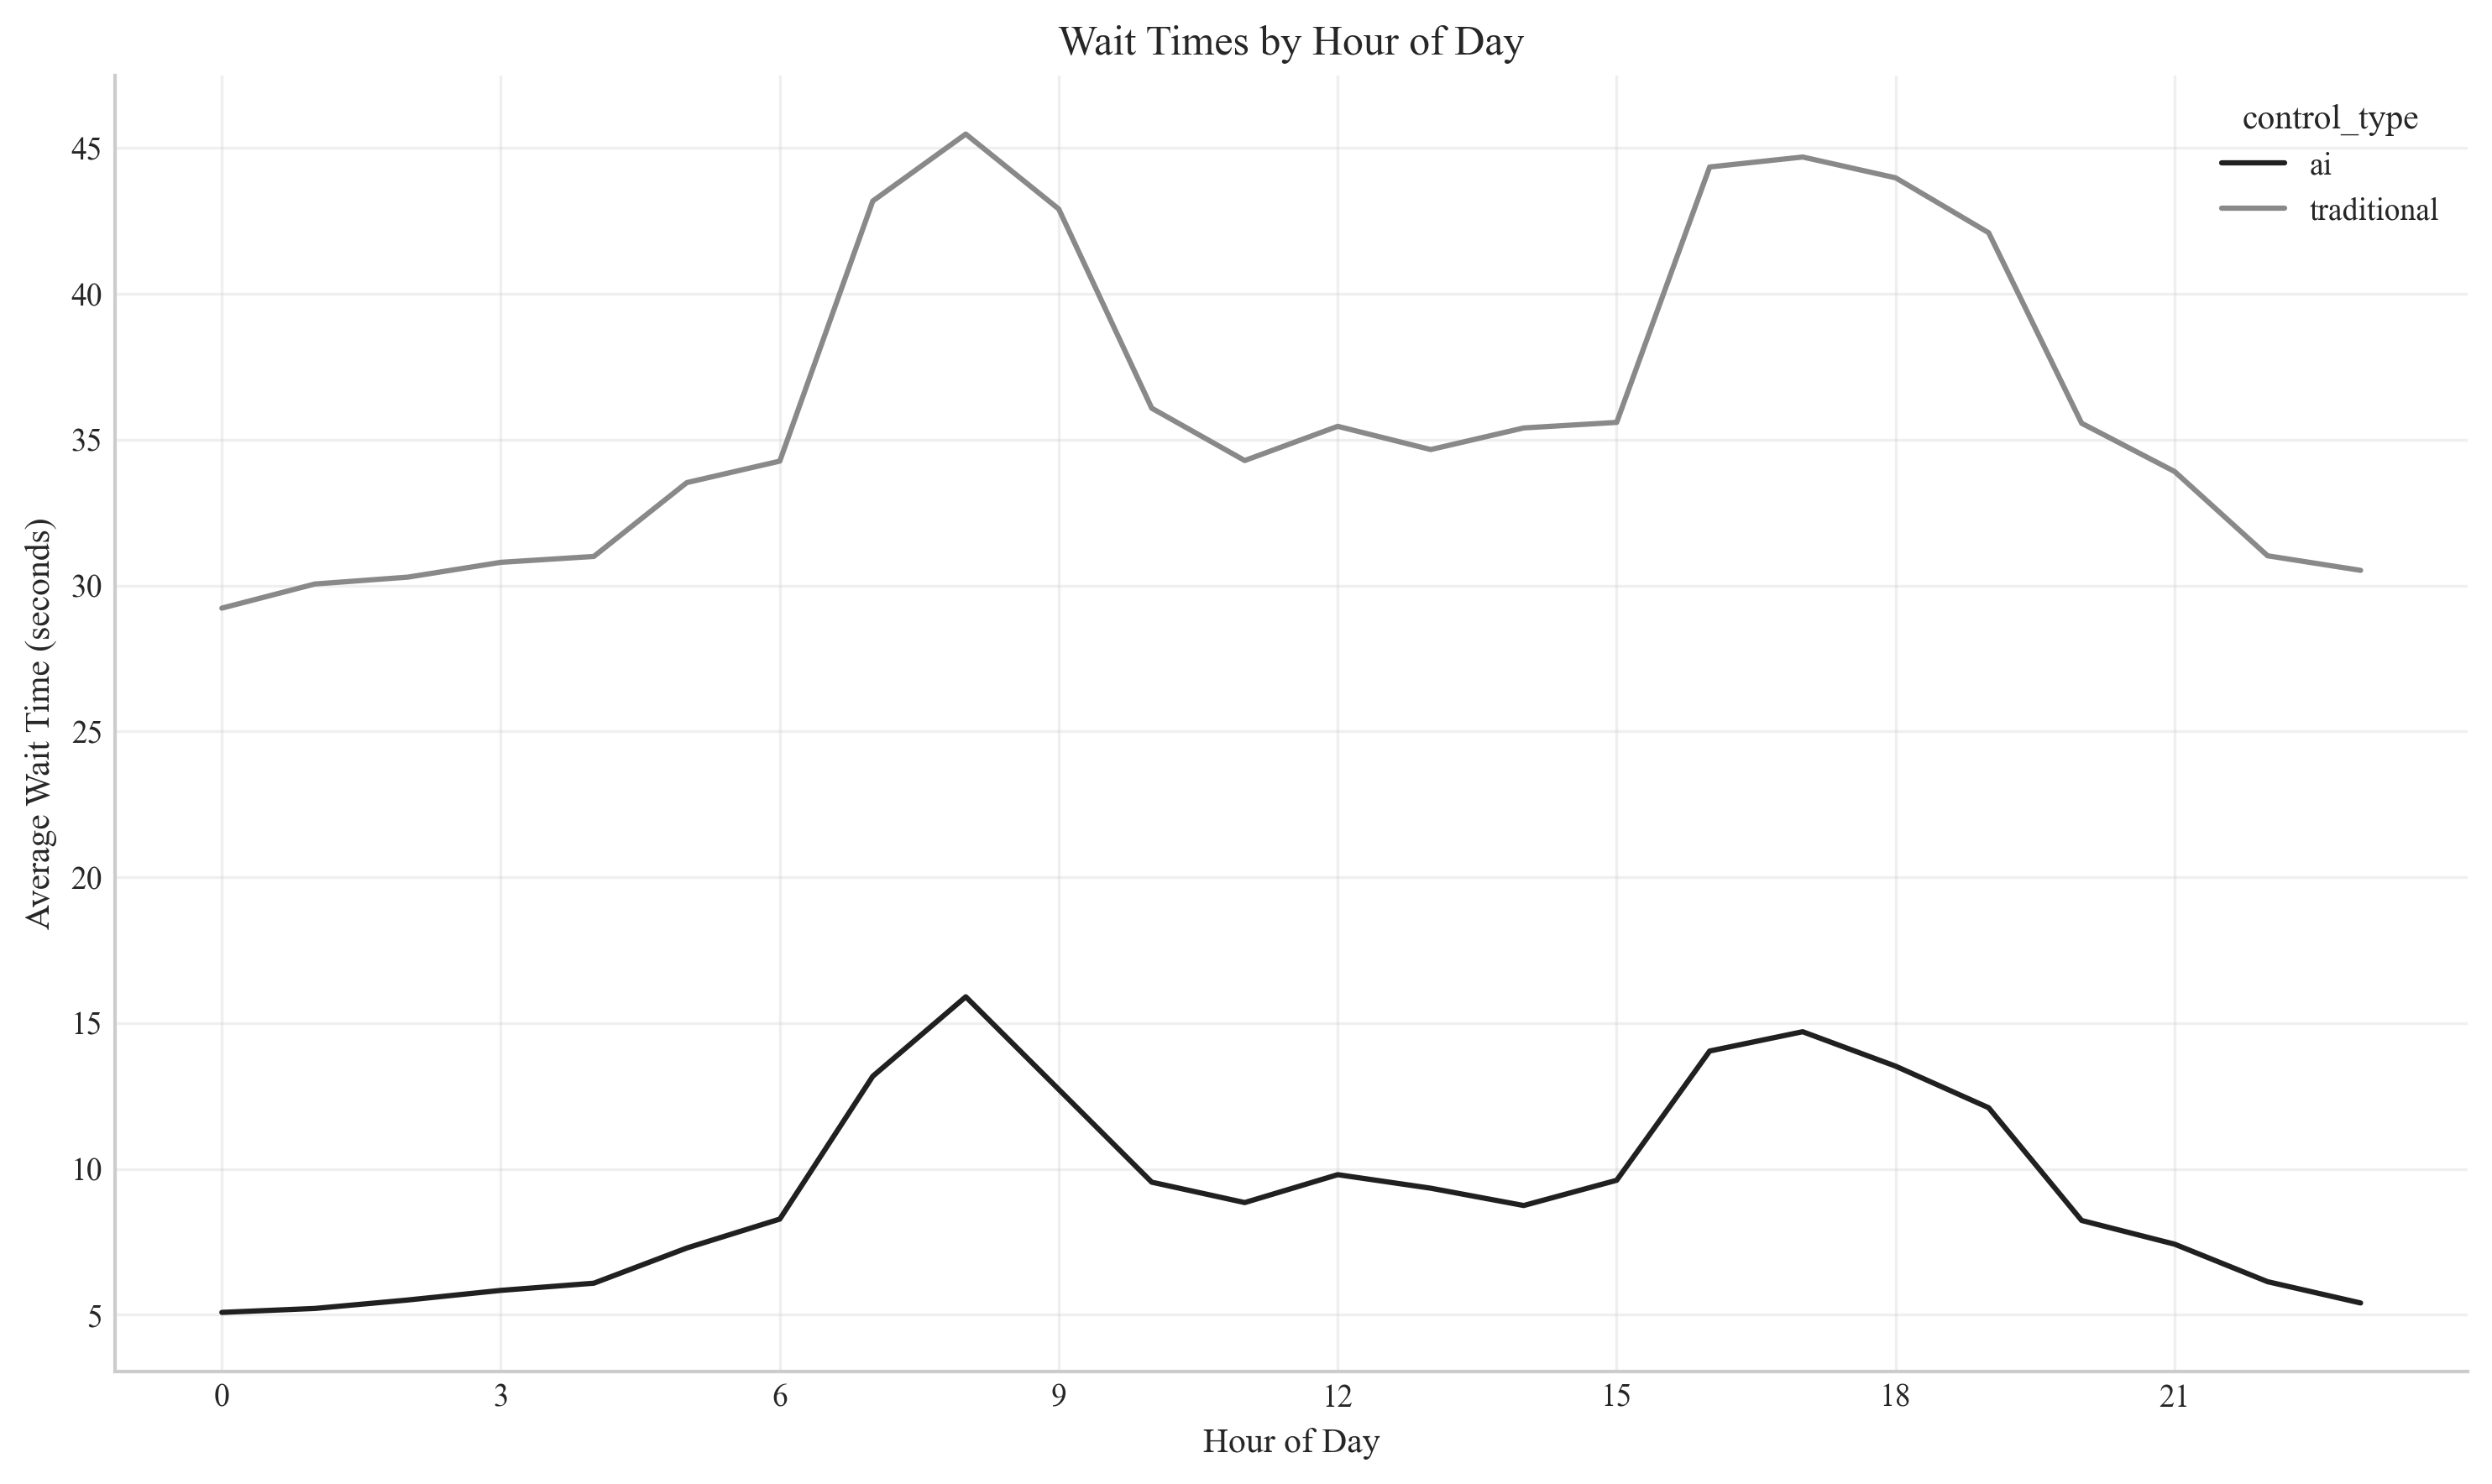 Wait Times by Hour of Day
control_type
ai
traditional
Average Wait Time (seconds)
45
40
35
30
25
20
15
10
5
0 3 6 9 12 15 18 21
Hour of Day